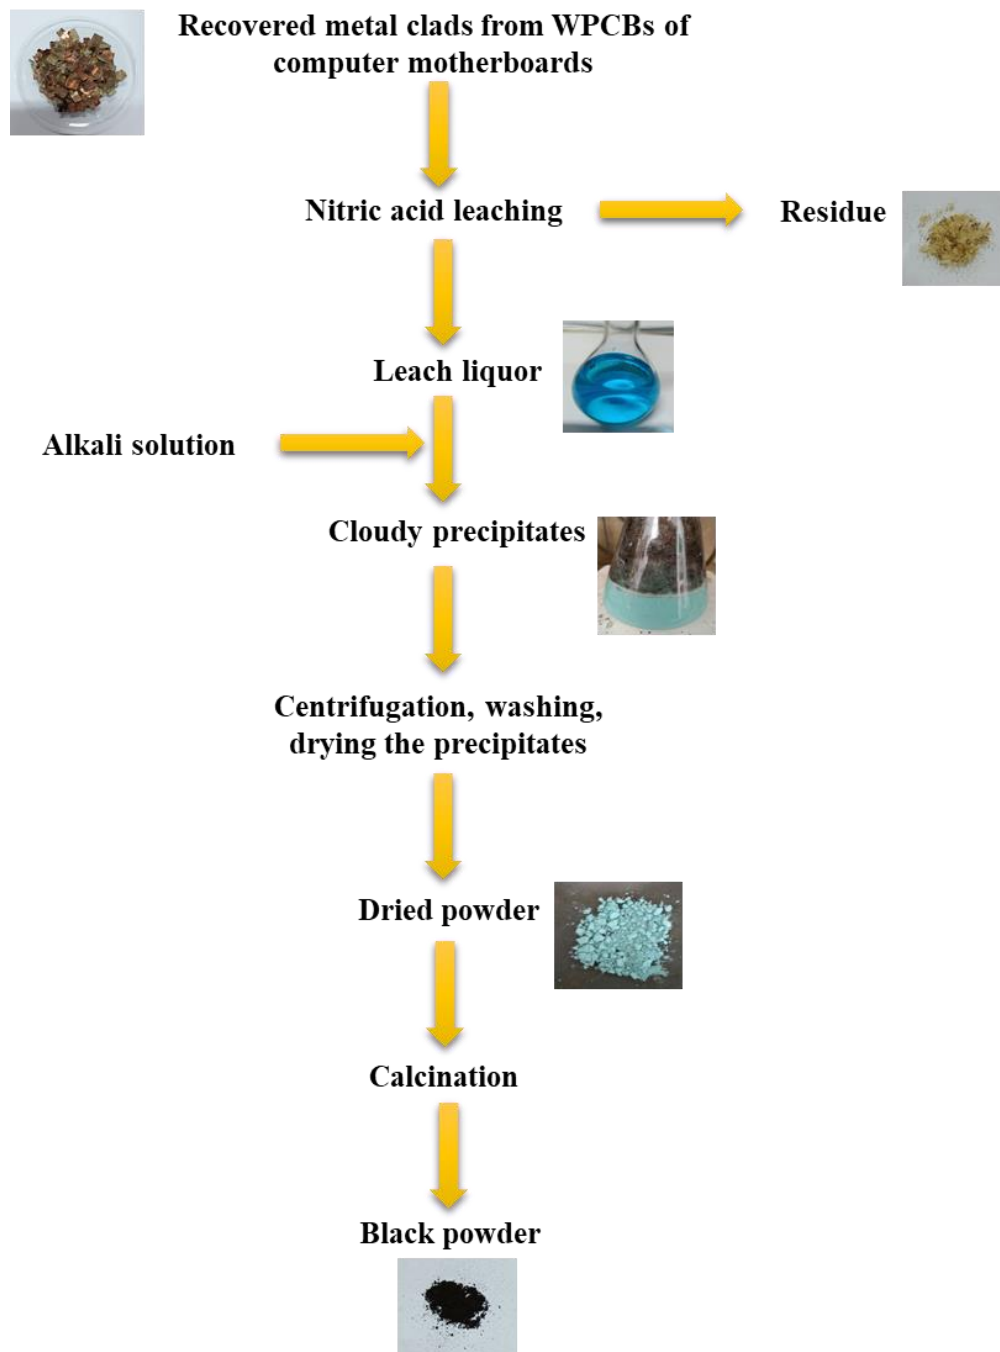 Recovered metal clads from WPCBs of
computer motherboards
Nitric acid leaching
Residue
Leach liquor
Alkali solution
Cloudy precipitates
Centrifugation, washing,
drying the precipitates
Dried powder
Calcination
Black powder